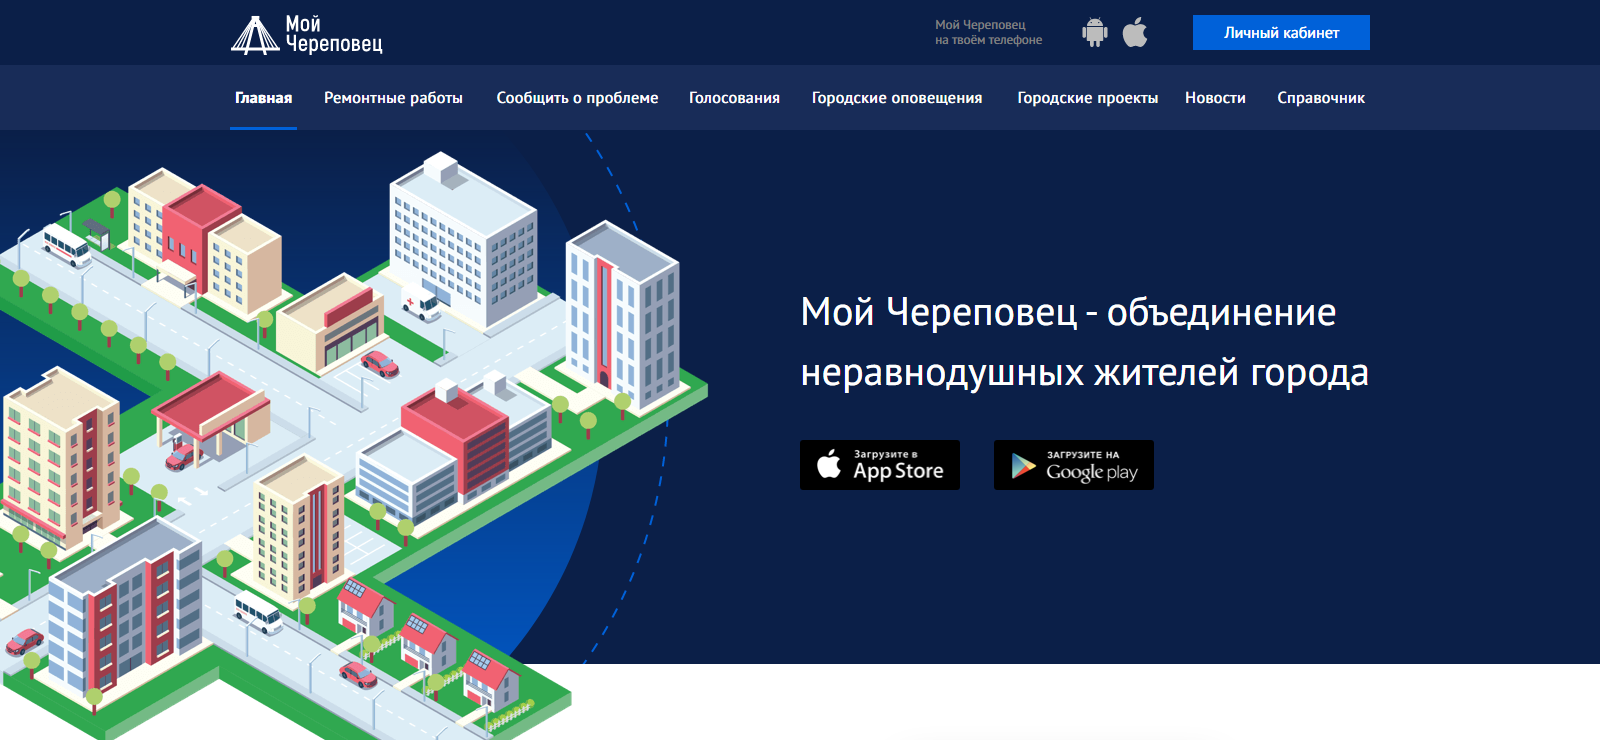 Мой
Череповец
Мой Череповец
на твоём телефоне
Личный кабинет
Главная
Ремонтные работы
Сообщить о проблеме
Голосования
Городские оповещения
Городские проекты
Новости
Справочник
Мой Череповец - объединение
неравнодушных жителей города
Загрузите в
App Store
ЗАГРУЗИТЕ НА
Google play